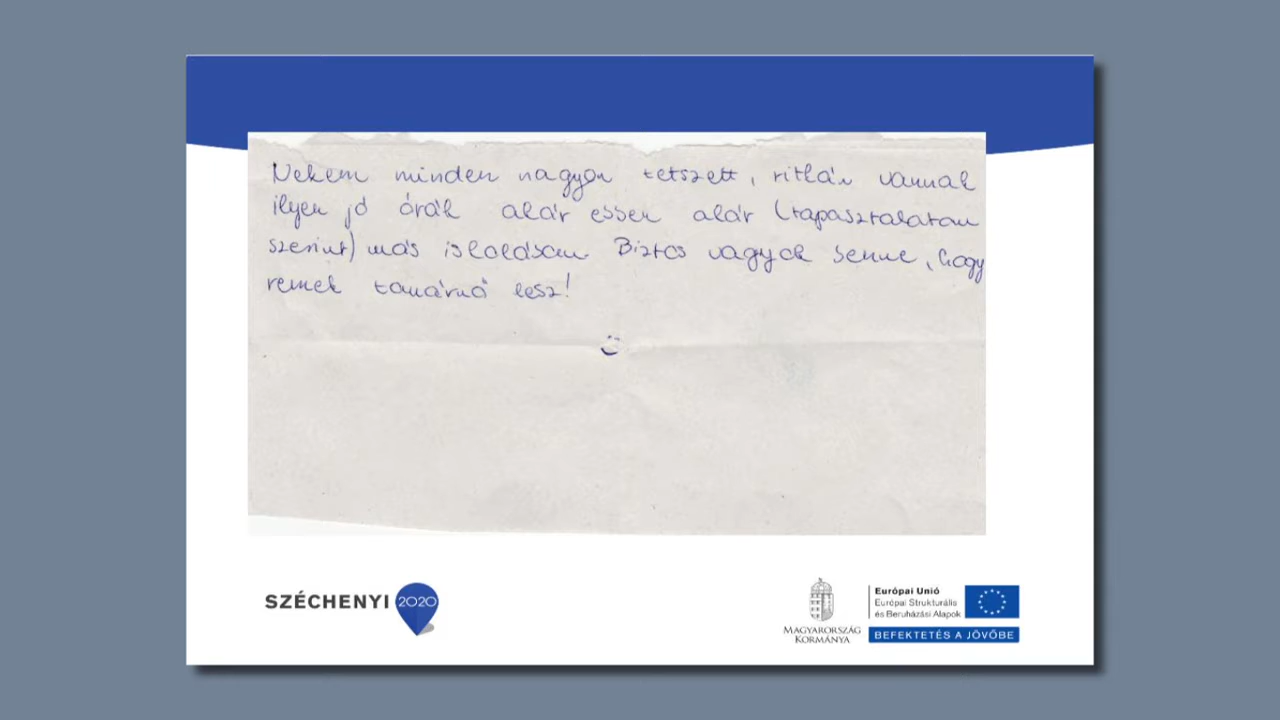 Nekem minden nagyon tetszett, ritkán vannak
ilyen jó órák akár ebben akár (tapasztalatom
szerint) más iskolában. Biztos vagyok benne, hogy
remek tanárnő lesz!
SZÉCHENYI 2020
MAGYARORSZÁG
KORMÁNYA
Európai Unió
Európai Strukturális
és Beruházási Alapok
BEFEKTETÉS A JÖVŐBE